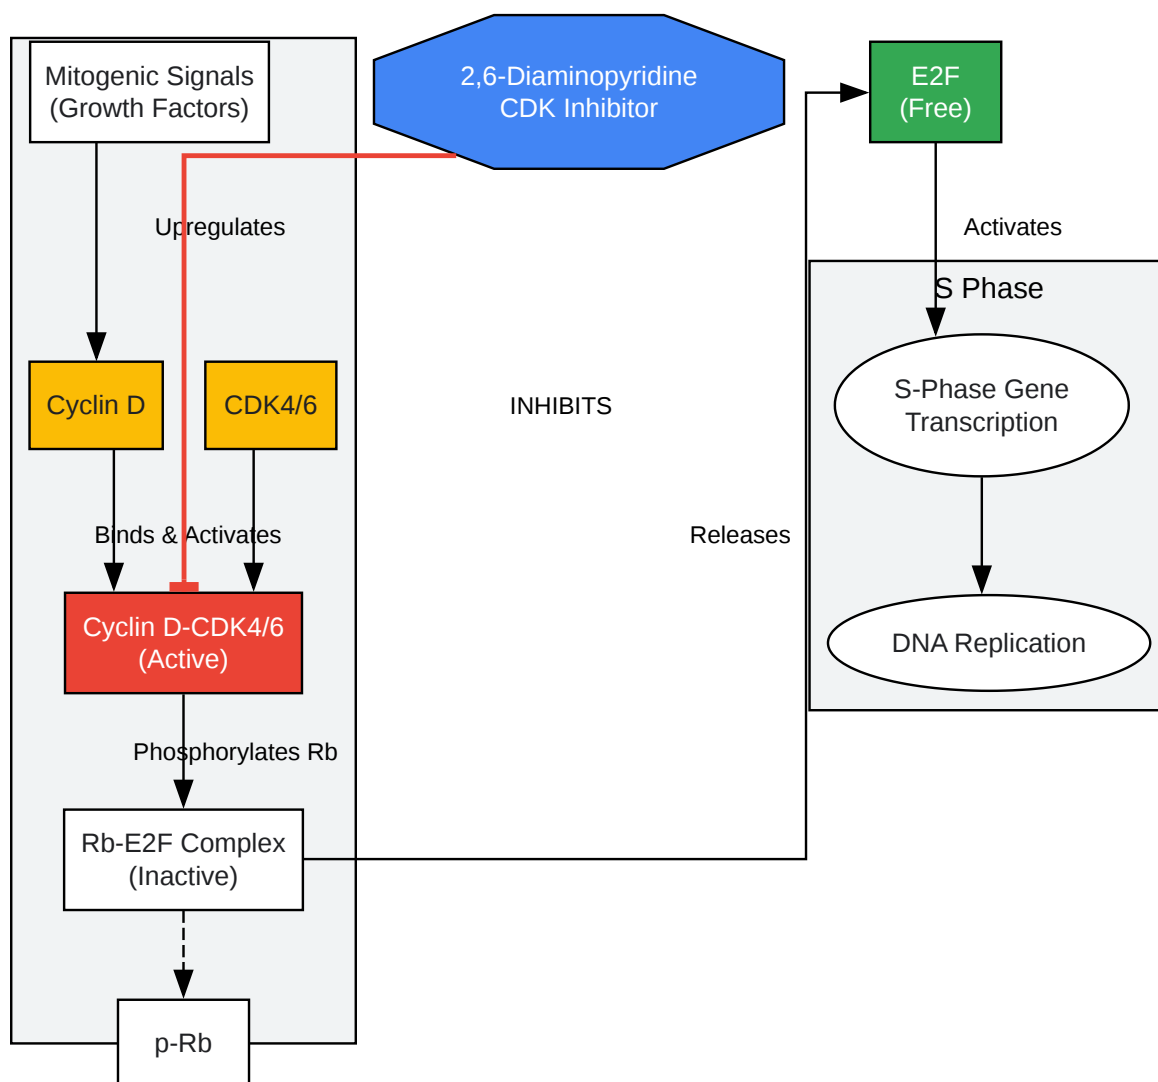 Mitogenic Signals
(Growth Factors)
2,6-Diaminopyridine
CDK Inhibitor
E2F
(Free)
Upregulates
Activates
S Phase
Cyclin D
CDK4/6
INHIBITS
S-Phase Gene
Transcription
Binds & Activates
Releases
Cyclin D-CDK4/6
(Active)
DNA Replication
Phosphorylates Rb
Rb-E2F Complex
(Inactive)
p-Rb